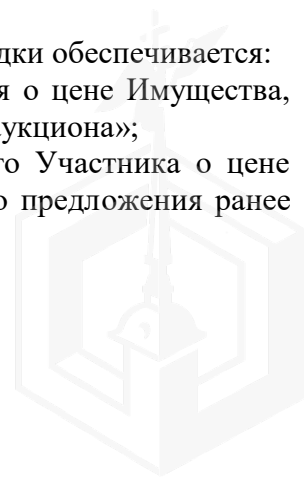 дки обеспечивается:
я о цене Имущества,
укциона»;
го Участника о цене
о предложения ранее